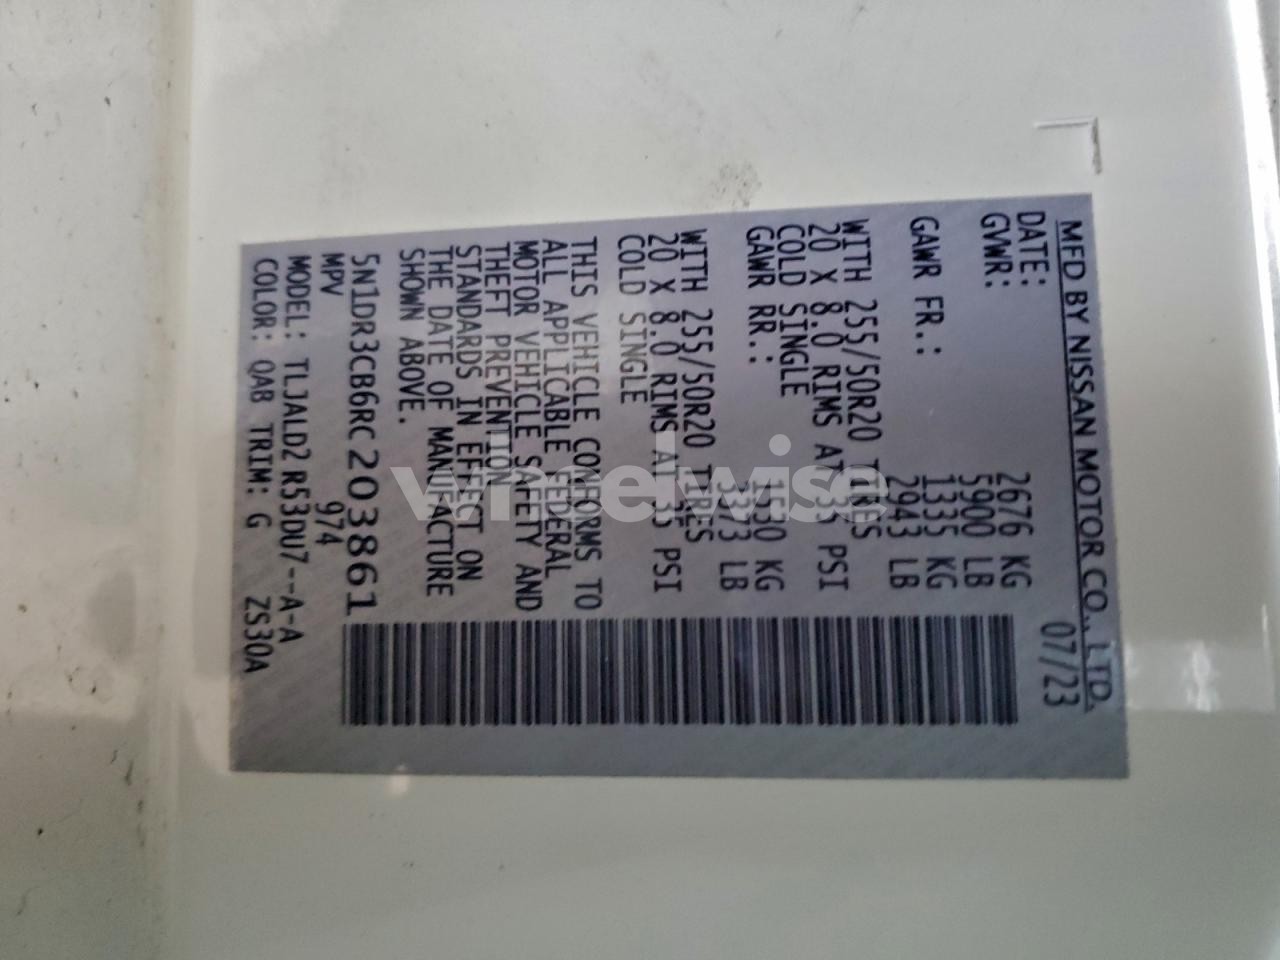 MFD BY NISSAN MOTOR CO., LTD.
DATE: 07/23
GVWR: 2676 KG
5900 LB
GAWR FR.: 1335 KG
2943 LB
WITH 255/50R20 TIRES
20 X 8.0 RIMS AT 35 PSI
COLD SINGLE
GAWR RR.: 1530 KG
3373 LB
WITH 255/50R20 TIRES
20 X 8.0 RIMS AT 35 PSI
COLD SINGLE
THIS VEHICLE CONFORMS TO
ALL APPLICABLE FEDERAL
MOTOR VEHICLE SAFETY AND
THEFT PREVENTION
STANDARDS IN EFFECT ON
THE DATE OF MANUFACTURE
SHOWN ABOVE.
5N1DR3CB6RC203861
MPV 974
MODEL: TLJALD2 R53DU7--A-A
COLOR: QAB TRIM: G ZS30A